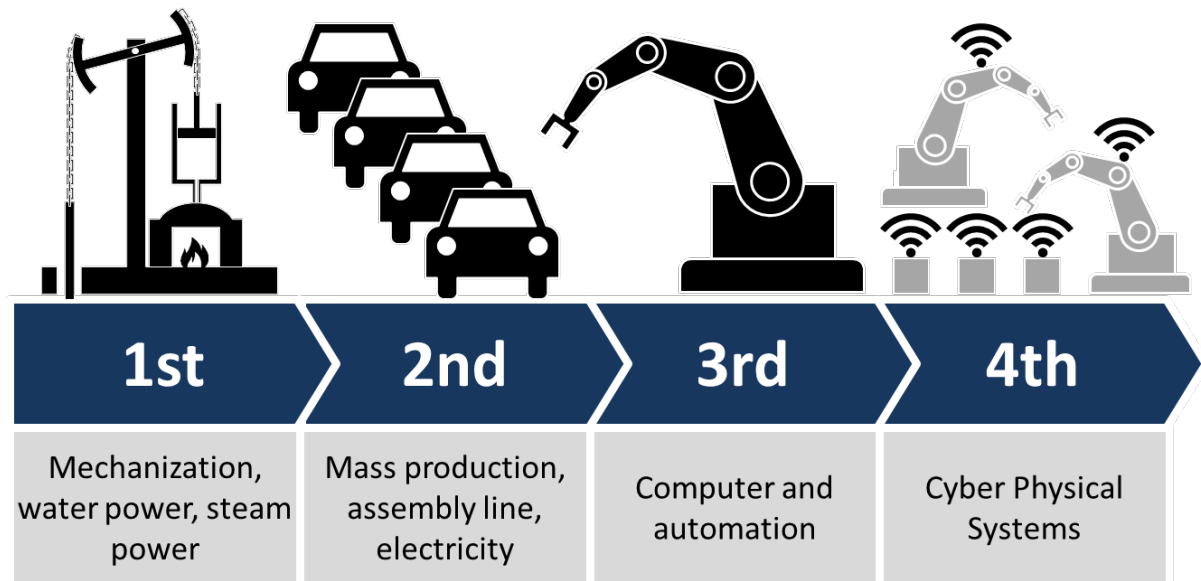 1st
2nd
3rd
4th
Mechanization,
water power, steam
power
Mass production,
assembly line,
electricity
Computer and
automation
Cyber Physical
Systems